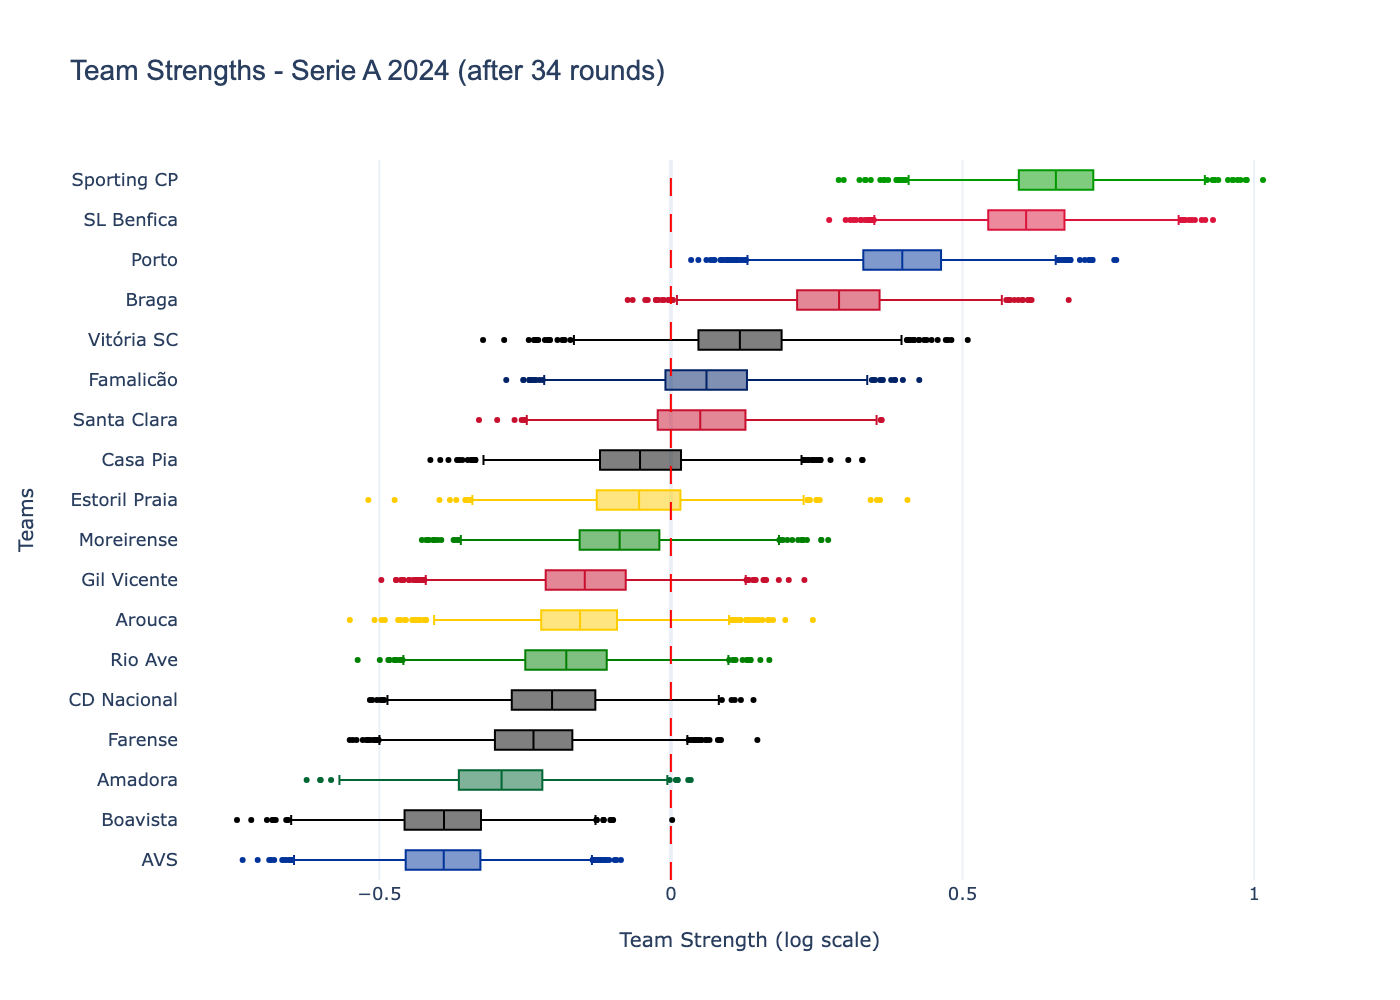 Team Strengths - Serie A 2024 (after 34 rounds)
Sporting CP
SL Benfica
Porto
Braga
Vitória SC
Famalicão
Santa Clara
Casa Pia
Estoril Praia
Moreirense
Gil Vicente
Arouca
Rio Ave
CD Nacional
Farense
Amadora
Boavista
AVS
Teams
−0.5 0 0.5 1
Team Strength (log scale)